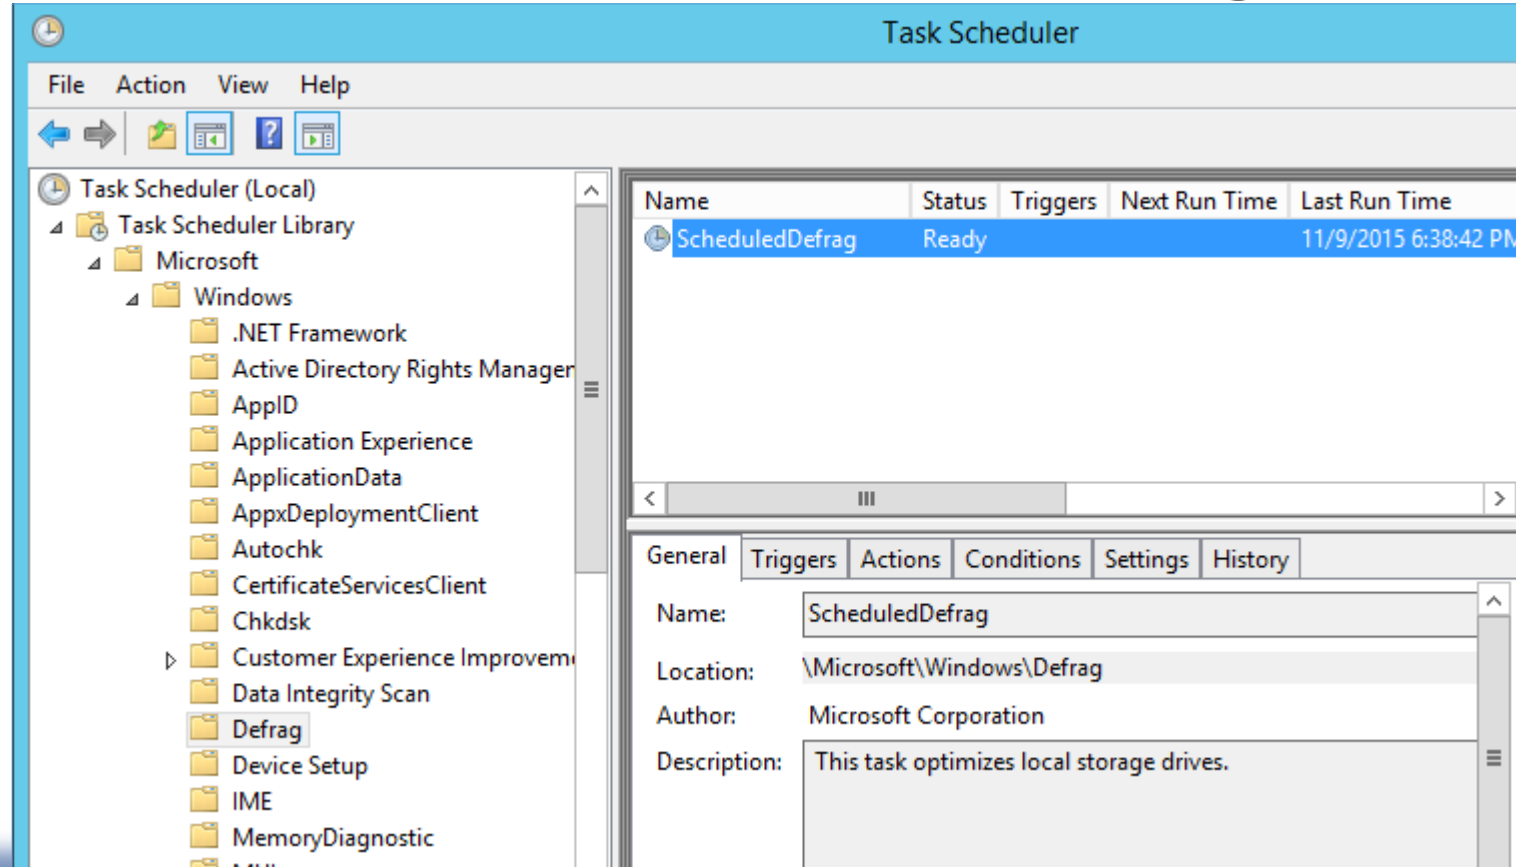 Task Scheduler
File Action View Help
Task Scheduler (Local)
Task Scheduler Library
Microsoft
Windows
.NET Framework
Active Directory Rights Manager
AppID
Application Experience
ApplicationData
AppxDeploymentClient
Autochk
CertificateServicesClient
Chkdsk
Customer Experience Improveme
Data Integrity Scan
Defrag
Device Setup
IME
MemoryDiagnostic
Name Status Triggers Next Run Time Last Run Time
ScheduledDefrag Ready 11/9/2015 6:38:42 PM
General Triggers Actions Conditions Settings History
Name: ScheduledDefrag
Location: \Microsoft\Windows\Defrag
Author: Microsoft Corporation
Description: This task optimizes local storage drives.